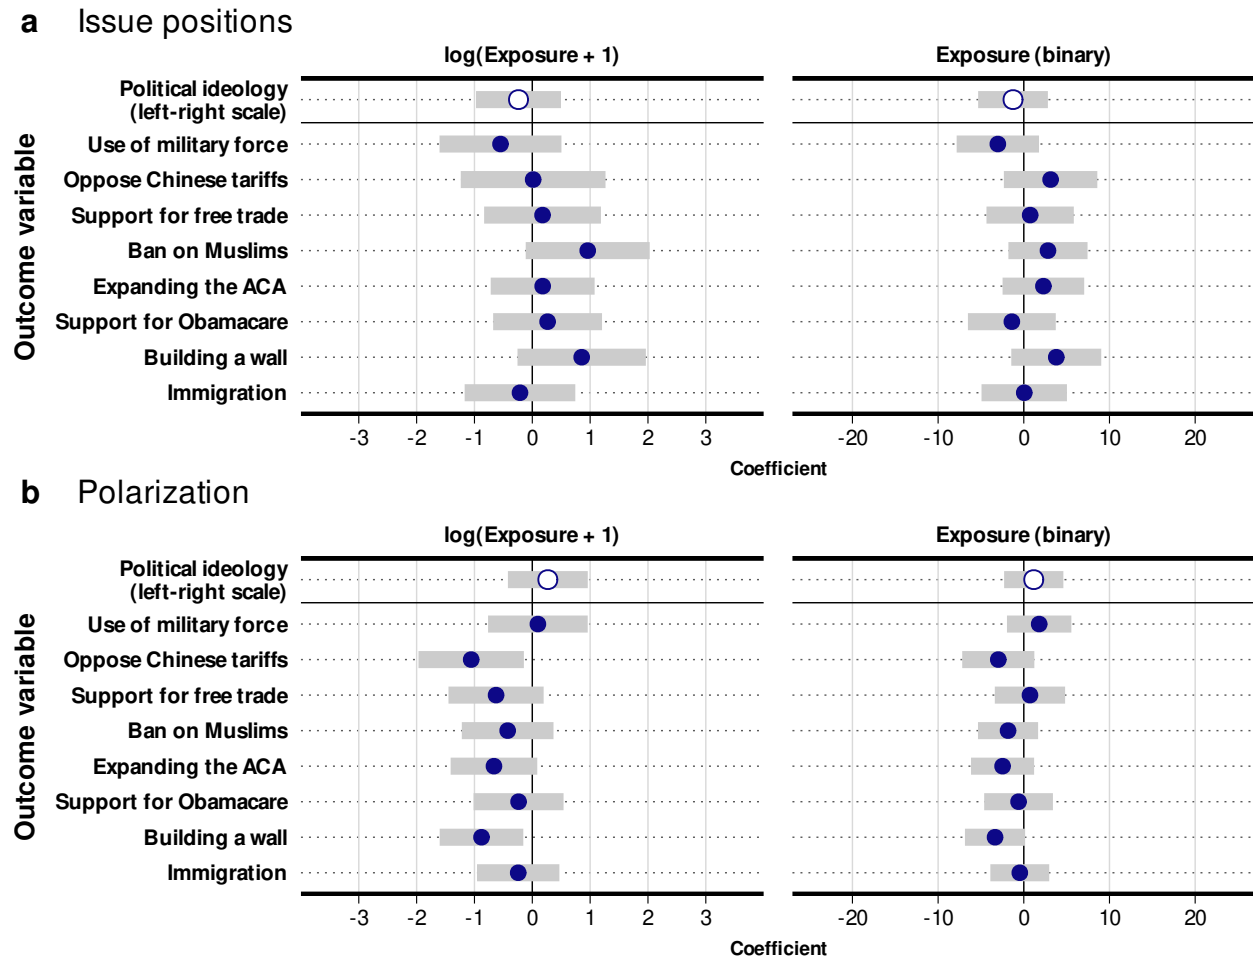 a Issue positions
log(Exposure + 1) Exposure (binary)
Outcome variable
Political ideology
(left-right scale)
Use of military force
Oppose Chinese tariffs
Support for free trade
Ban on Muslims
Expanding the ACA
Support for Obamacare
Building a wall
Immigration
-3 -2 -1 0 1 2 3 -20 -10 0 10 20
Coefficient
b Polarization
log(Exposure + 1) Exposure (binary)
Outcome variable
Political ideology
(left-right scale)
Use of military force
Oppose Chinese tariffs
Support for free trade
Ban on Muslims
Expanding the ACA
Support for Obamacare
Building a wall
Immigration
-3 -2 -1 0 1 2 3 -20 -10 0 10 20
Coefficient